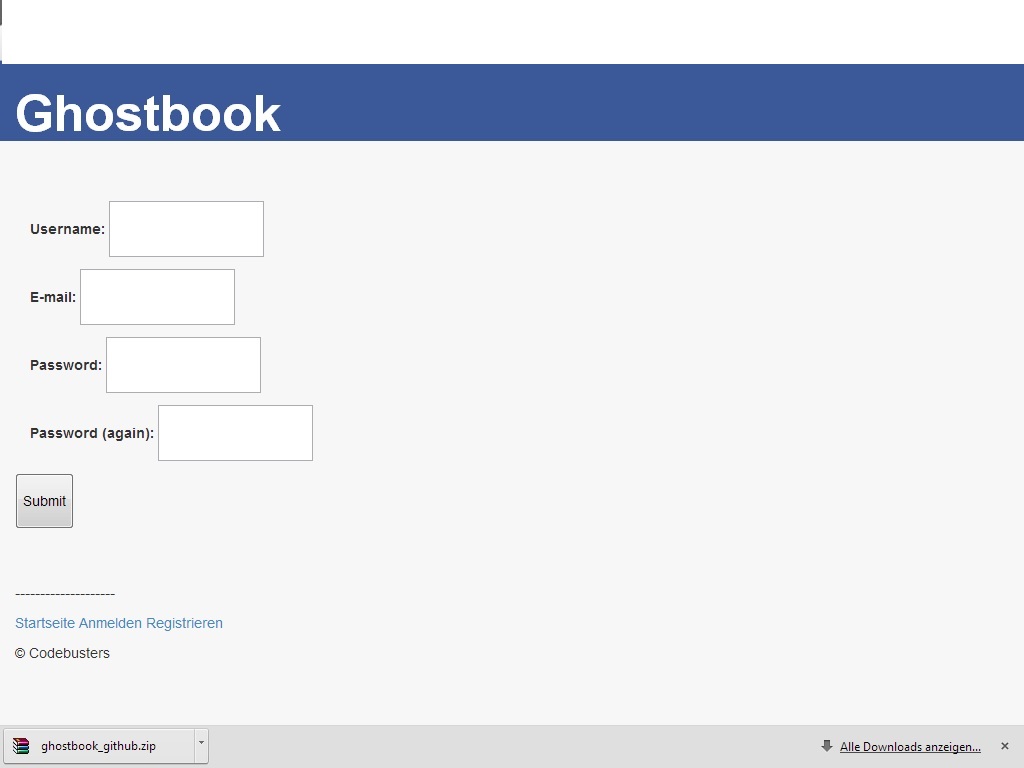 Ghostbook
Username:
E-mail:
Password:
Password (again):
Submit
--------------------
Startseite Anmelden Registrieren
© Codebusters
ghostbook_github.zip
Alle Downloads anzeigen...